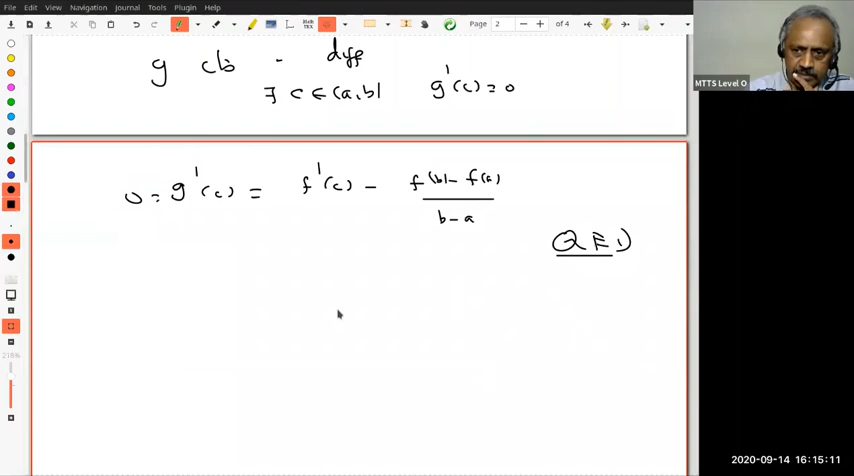 File Edit View Navigation Journal Tools Plugin Help
Page 2 of 4
g cts - diff
∃ c ∈ (a, b) g'(c) = 0
0 = g'(c) = f'(c) - f(b) - f(a)
b - a
QED
218%
MTTS Level O
2020-09-14 16:15:11